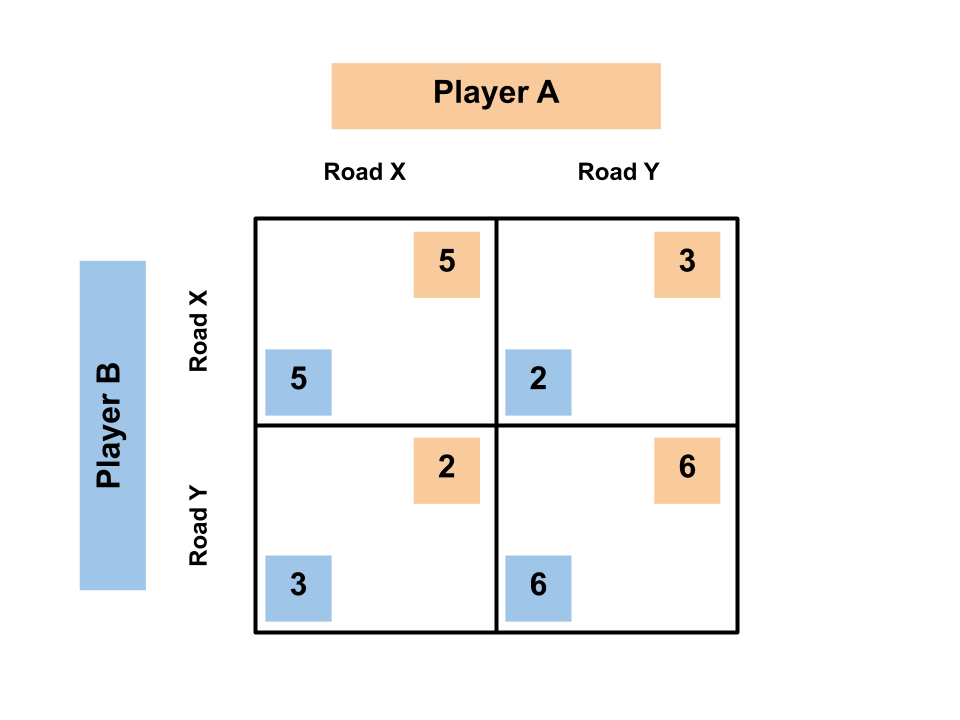 Player A
Road X Road Y
Player B
Road X
5 3
5 2
Road Y
2 6
3 6